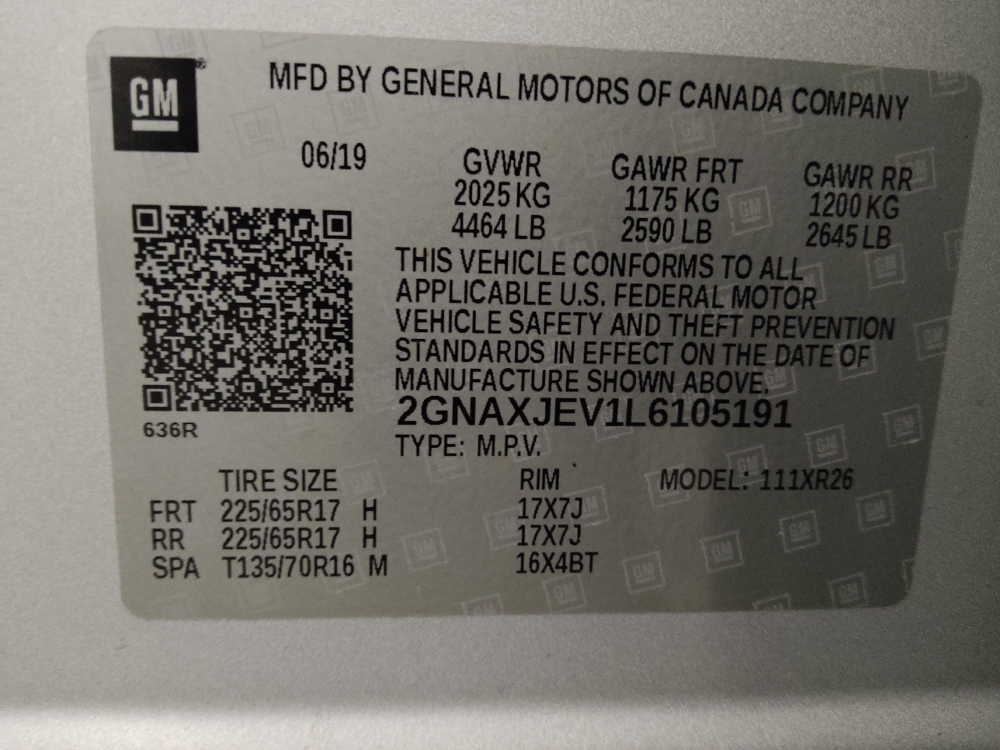 GM
MFD BY GENERAL MOTORS OF CANADA COMPANY
06/19 GVWR GAWR FRT GAWR RR
2025 KG 1175 KG 1200 KG
4464 LB 2590 LB 2645 LB
THIS VEHICLE CONFORMS TO ALL
APPLICABLE U.S. FEDERAL MOTOR
VEHICLE SAFETY AND THEFT PREVENTION
STANDARDS IN EFFECT ON THE DATE OF
MANUFACTURE SHOWN ABOVE.
2GNAXJEV1L6105191
636R
TYPE: M.P.V.
TIRE SIZE RIM MODEL: 111XR26
FRT 225/65R17 H 17X7J
RR 225/65R17 H 17X7J
SPA T135/70R16 M 16X4BT